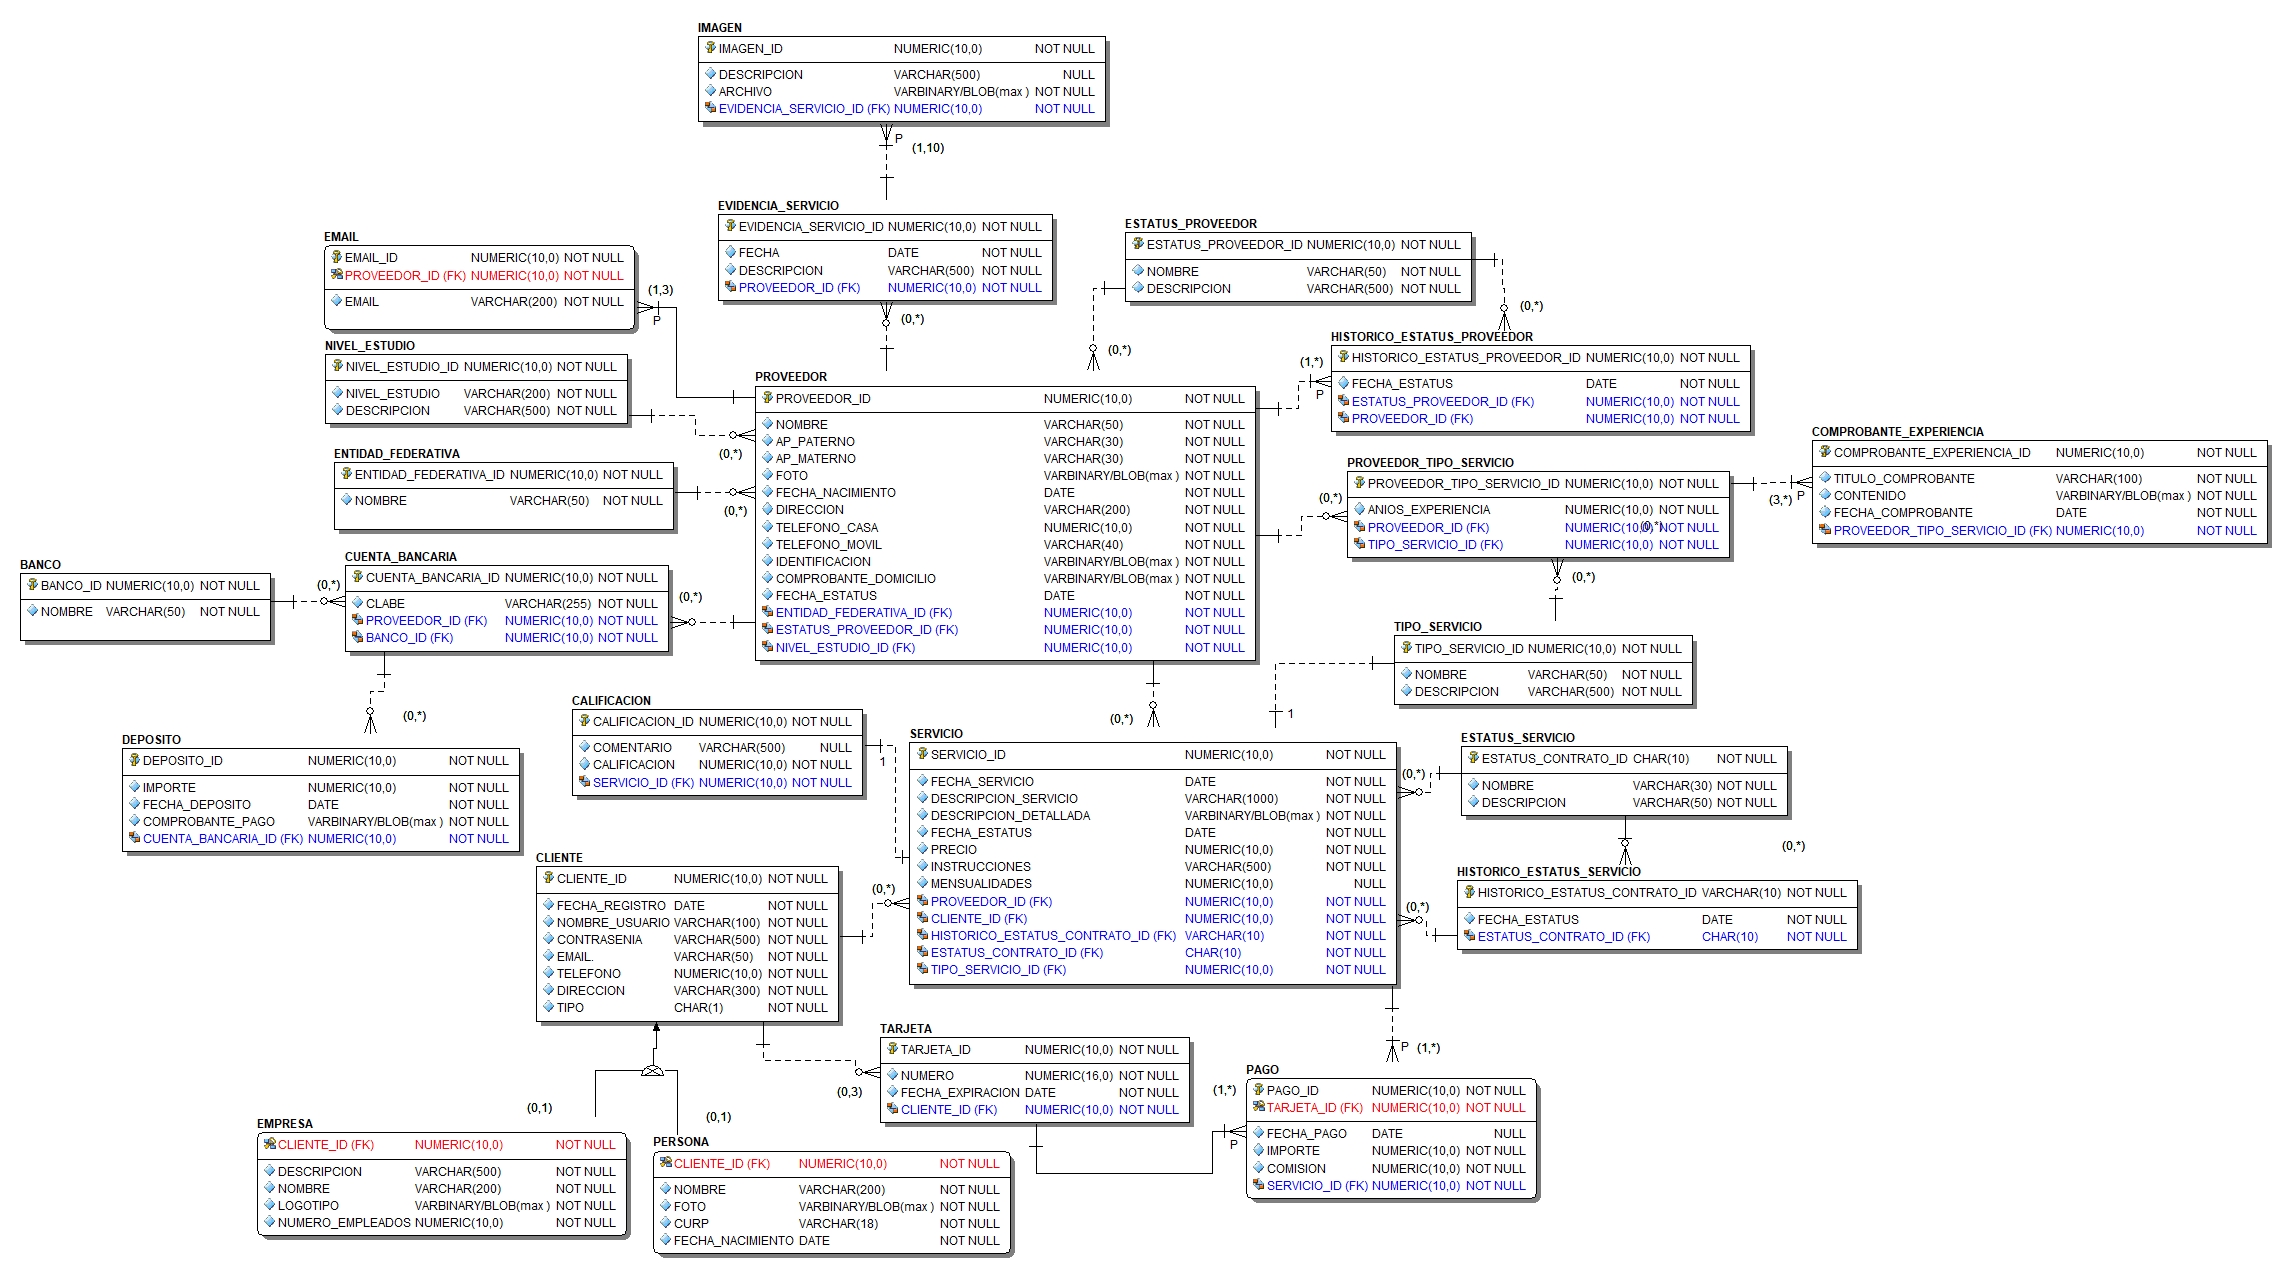 IMAGEN
IMAGEN_ID NUMERIC(10,0) NOT NULL
DESCRIPCION VARCHAR(500) NULL
ARCHIVO VARBINARY/BLOB(max ) NOT NULL
EVIDENCIA_SERVICIO_ID (FK) NUMERIC(10,0) NOT NULL
P
(1,10)
EVIDENCIA_SERVICIO
EVIDENCIA_SERVICIO_ID NUMERIC(10,0) NOT NULL
FECHA DATE NOT NULL
DESCRIPCION VARCHAR(500) NOT NULL
PROVEEDOR_ID (FK) NUMERIC(10,0) NOT NULL
(0,*)
ESTATUS_PROVEEDOR
ESTATUS_PROVEEDOR_ID NUMERIC(10,0) NOT NULL
NOMBRE VARCHAR(50) NOT NULL
DESCRIPCION VARCHAR(500) NOT NULL
(0,*)
(0,*)
EMAIL
EMAIL_ID NUMERIC(10,0) NOT NULL
PROVEEDOR_ID (FK) NUMERIC(10,0) NOT NULL
EMAIL VARCHAR(200) NOT NULL
(1,3)
P
HISTORICO_ESTATUS_PROVEEDOR
HISTORICO_ESTATUS_PROVEEDOR_ID NUMERIC(10,0) NOT NULL
FECHA_ESTATUS DATE NOT NULL
ESTATUS_PROVEEDOR_ID (FK) NUMERIC(10,0) NOT NULL
PROVEEDOR_ID (FK) NUMERIC(10,0) NOT NULL
(1,*)
P
NIVEL_ESTUDIO
NIVEL_ESTUDIO_ID NUMERIC(10,0) NOT NULL
NIVEL_ESTUDIO VARCHAR(200) NOT NULL
DESCRIPCION VARCHAR(500) NOT NULL
(0,*)
PROVEEDOR
PROVEEDOR_ID NUMERIC(10,0) NOT NULL
NOMBRE VARCHAR(50) NOT NULL
AP_PATERNO VARCHAR(30) NOT NULL
AP_MATERNO VARCHAR(30) NOT NULL
FOTO VARBINARY/BLOB(max ) NOT NULL
FECHA_NACIMIENTO DATE NOT NULL
DIRECCION VARCHAR(200) NOT NULL
TELEFONO_CASA NUMERIC(10,0) NOT NULL
TELEFONO_MOVIL VARCHAR(40) NOT NULL
IDENTIFICACION VARBINARY/BLOB(max ) NOT NULL
COMPROBANTE_DOMICILIO VARBINARY/BLOB(max ) NOT NULL
FECHA_ESTATUS DATE NOT NULL
ENTIDAD_FEDERATIVA_ID (FK) NUMERIC(10,0) NOT NULL
ESTATUS_PROVEEDOR_ID (FK) NUMERIC(10,0) NOT NULL
NIVEL_ESTUDIO_ID (FK) NUMERIC(10,0) NOT NULL
COMPROBANTE_EXPERIENCIA
COMPROBANTE_EXPERIENCIA_ID NUMERIC(10,0) NOT NULL
TITULO_COMPROBANTE VARCHAR(100) NOT NULL
CONTENIDO VARBINARY/BLOB(max ) NOT NULL
FECHA_COMPROBANTE DATE NOT NULL
PROVEEDOR_TIPO_SERVICIO_ID (FK) NUMERIC(10,0) NOT NULL
(3,*)
P
ENTIDAD_FEDERATIVA
ENTIDAD_FEDERATIVA_ID NUMERIC(10,0) NOT NULL
NOMBRE VARCHAR(50) NOT NULL
(0,*)
PROVEEDOR_TIPO_SERVICIO
PROVEEDOR_TIPO_SERVICIO_ID NUMERIC(10,0) NOT NULL
ANIOS_EXPERIENCIA NUMERIC(10,0) NOT NULL
PROVEEDOR_ID (FK) NUMERIC(10,0) NOT NULL
TIPO_SERVICIO_ID (FK) NUMERIC(10,0) NOT NULL
(0,*)
(0,*)
(0,*)
BANCO
BANCO_ID NUMERIC(10,0) NOT NULL
NOMBRE VARCHAR(50) NOT NULL
(0,*)
CUENTA_BANCARIA
CUENTA_BANCARIA_ID NUMERIC(10,0) NOT NULL
CLABE VARCHAR(255) NOT NULL
PROVEEDOR_ID (FK) NUMERIC(10,0) NOT NULL
BANCO_ID (FK) NUMERIC(10,0) NOT NULL
(0,*)
(0,*)
TIPO_SERVICIO
TIPO_SERVICIO_ID NUMERIC(10,0) NOT NULL
NOMBRE VARCHAR(50) NOT NULL
DESCRIPCION VARCHAR(500) NOT NULL
1
(0,*)
DEPOSITO
DEPOSITO_ID NUMERIC(10,0) NOT NULL
IMPORTE NUMERIC(10,0) NOT NULL
FECHA_DEPOSITO DATE NOT NULL
COMPROBANTE_PAGO VARBINARY/BLOB(max ) NOT NULL
CUENTA_BANCARIA_ID (FK) NUMERIC(10,0) NOT NULL
CALIFICACION
CALIFICACION_ID NUMERIC(10,0) NOT NULL
COMENTARIO VARCHAR(500) NULL
CALIFICACION NUMERIC(10,0) NOT NULL
SERVICIO_ID (FK) NUMERIC(10,0) NOT NULL
1
SERVICIO
SERVICIO_ID NUMERIC(10,0) NOT NULL
FECHA_SERVICIO DATE NOT NULL
DESCRIPCION_SERVICIO VARCHAR(1000) NOT NULL
DESCRIPCION_DETALLADA VARBINARY/BLOB(max ) NOT NULL
FECHA_ESTATUS DATE NOT NULL
PRECIO NUMERIC(10,0) NOT NULL
INSTRUCCIONES VARCHAR(500) NOT NULL
MENSUALIDADES NUMERIC(10,0) NULL
PROVEEDOR_ID (FK) NUMERIC(10,0) NOT NULL
CLIENTE_ID (FK) NUMERIC(10,0) NOT NULL
HISTORICO_ESTATUS_CONTRATO_ID (FK) VARCHAR(10) NOT NULL
ESTATUS_CONTRATO_ID (FK) CHAR(10) NOT NULL
TIPO_SERVICIO_ID (FK) NUMERIC(10,0) NOT NULL
ESTATUS_SERVICIO
ESTATUS_CONTRATO_ID CHAR(10) NOT NULL
NOMBRE VARCHAR(30) NOT NULL
DESCRIPCION VARCHAR(50) NOT NULL
(0,*)
(0,*)
HISTORICO_ESTATUS_SERVICIO
HISTORICO_ESTATUS_CONTRATO_ID VARCHAR(10) NOT NULL
FECHA_ESTATUS DATE NOT NULL
ESTATUS_CONTRATO_ID (FK) CHAR(10) NOT NULL
(0,*)
CLIENTE
CLIENTE_ID NUMERIC(10,0) NOT NULL
FECHA_REGISTRO DATE NOT NULL
NOMBRE_USUARIO VARCHAR(100) NOT NULL
CONTRASENIA VARCHAR(500) NOT NULL
EMAIL. VARCHAR(50) NOT NULL
TELEFONO NUMERIC(10,0) NOT NULL
DIRECCION VARCHAR(300) NOT NULL
TIPO CHAR(1) NOT NULL
(0,*)
TARJETA
TARJETA_ID NUMERIC(10,0) NOT NULL
NUMERO NUMERIC(16,0) NOT NULL
FECHA_EXPIRACION DATE NOT NULL
CLIENTE_ID (FK) NUMERIC(10,0) NOT NULL
(0,3)
P
(1,*)
PAGO
PAGO_ID NUMERIC(10,0) NOT NULL
TARJETA_ID (FK) NUMERIC(10,0) NOT NULL
FECHA_PAGO DATE NULL
IMPORTE NUMERIC(10,0) NOT NULL
COMISION NUMERIC(10,0) NOT NULL
SERVICIO_ID (FK) NUMERIC(10,0) NOT NULL
(1,*)
P
(0,1)
(0,1)
EMPRESA
CLIENTE_ID (FK) NUMERIC(10,0) NOT NULL
DESCRIPCION VARCHAR(500) NOT NULL
NOMBRE VARCHAR(200) NOT NULL
LOGOTIPO VARBINARY/BLOB(max ) NOT NULL
NUMERO_EMPLEADOS NUMERIC(10,0) NOT NULL
PERSONA
CLIENTE_ID (FK) NUMERIC(10,0) NOT NULL
NOMBRE VARCHAR(200) NOT NULL
FOTO VARBINARY/BLOB(max ) NOT NULL
CURP VARCHAR(18) NOT NULL
FECHA_NACIMIENTO DATE NOT NULL